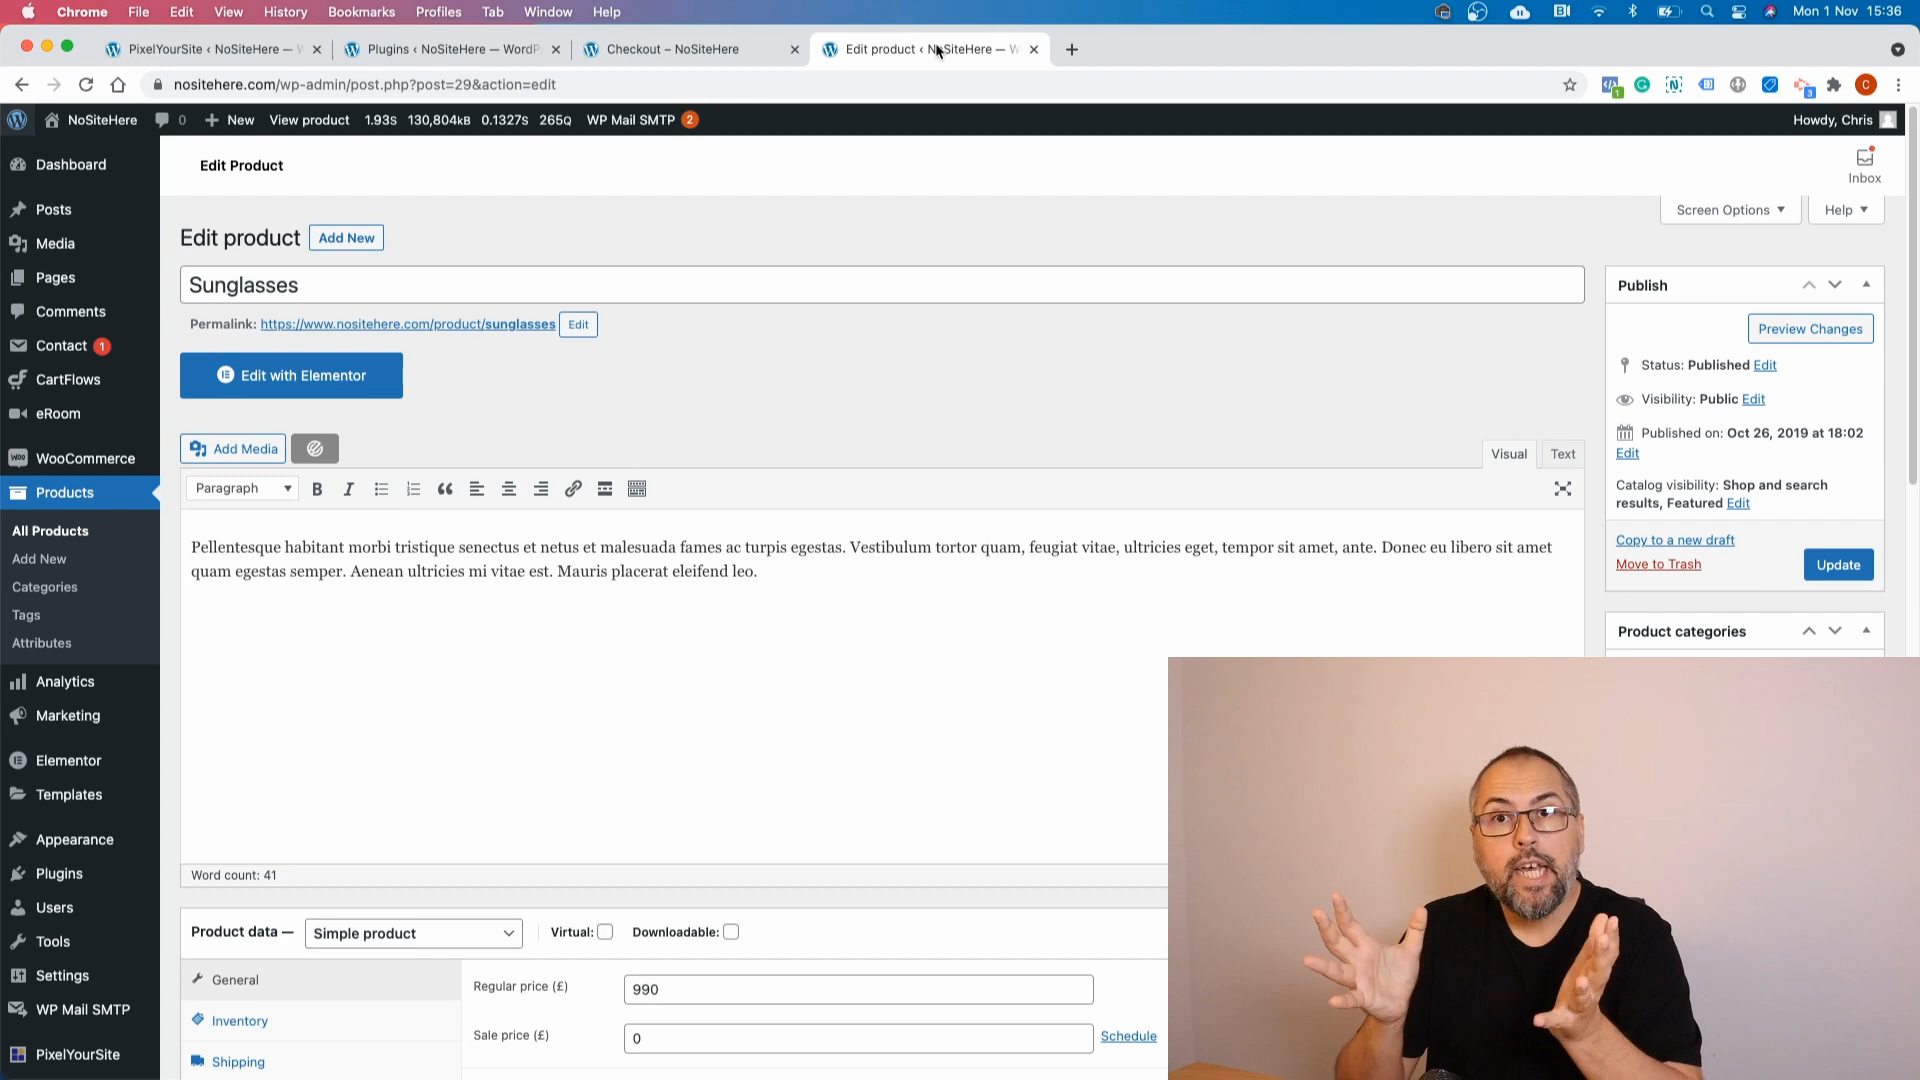 Chrome File Edit View History Bookmarks Profiles Tab Window Help
Mon 1 Nov 15:36
PixelYourSite ‹ NoSiteHere — W
Plugins ‹ NoSiteHere — WordP
Checkout – NoSiteHere
Edit product ‹ NoSiteHere — W
nositehere.com/wp-admin/post.php?post=29&action=edit
1
3
C
NoSiteHere 0 New View product 1.93s 130,804kB 0.1327s 265Q WP Mail SMTP 2
Howdy, Chris
Dashboard
Posts
Media
Pages
Comments
Contact 1
CartFlows
eRoom
WooCommerce
Products
All Products
Add New
Categories
Tags
Attributes
Analytics
Marketing
Elementor
Templates
Appearance
Plugins
Users
Tools
Settings
WP Mail SMTP
PixelYourSite
Edit Product
Inbox
Screen Options
Help
Edit product
Add New
Sunglasses
Permalink: https://www.nositehere.com/product/sunglasses Edit
Edit with Elementor
Add Media
Visual Text
Paragraph
Pellentesque habitant morbi tristique senectus et netus et malesuada fames ac turpis egestas. Vestibulum tortor quam, feugiat vitae, ultricies eget, tempor sit amet, ante. Donec eu libero sit amet
quam egestas semper. Aenean ultricies mi vitae est. Mauris placerat eleifend leo.
Word count: 41
Product data —
Simple product
Virtual:
Downloadable:
General
Inventory
Shipping
Regular price (£)
990
Sale price (£)
0
Schedule
Publish
Preview Changes
Status: Published Edit
Visibility: Public Edit
Published on: Oct 26, 2019 at 18:02
Edit
Catalog visibility: Shop and search
results, Featured Edit
Copy to a new draft
Move to Trash
Update
Product categories